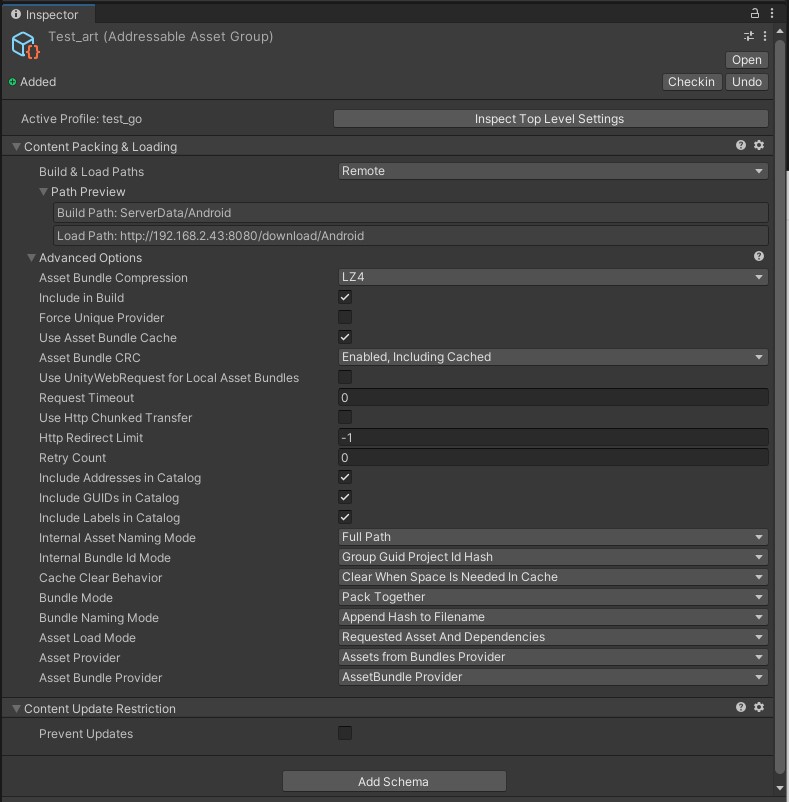 Inspector
Test_art (Addressable Asset Group)
Open
Added
Checkin
Undo
Active Profile: test_go
Inspect Top Level Settings
Content Packing & Loading
Build & Load Paths
Remote
Path Preview
Build Path: ServerData/Android
Load Path: http://192.168.2.43:8080/download/Android
Advanced Options
Asset Bundle Compression
LZ4
Include in Build
Force Unique Provider
Use Asset Bundle Cache
Asset Bundle CRC
Enabled, Including Cached
Use UnityWebRequest for Local Asset Bundles
Request Timeout
0
Use Http Chunked Transfer
Http Redirect Limit
-1
Retry Count
0
Include Addresses in Catalog
Include GUIDs in Catalog
Include Labels in Catalog
Internal Asset Naming Mode
Full Path
Internal Bundle Id Mode
Group Guid Project Id Hash
Cache Clear Behavior
Clear When Space Is Needed In Cache
Bundle Mode
Pack Together
Bundle Naming Mode
Append Hash to Filename
Asset Load Mode
Requested Asset And Dependencies
Asset Provider
Assets from Bundles Provider
Asset Bundle Provider
AssetBundle Provider
Content Update Restriction
Prevent Updates
Add Schema